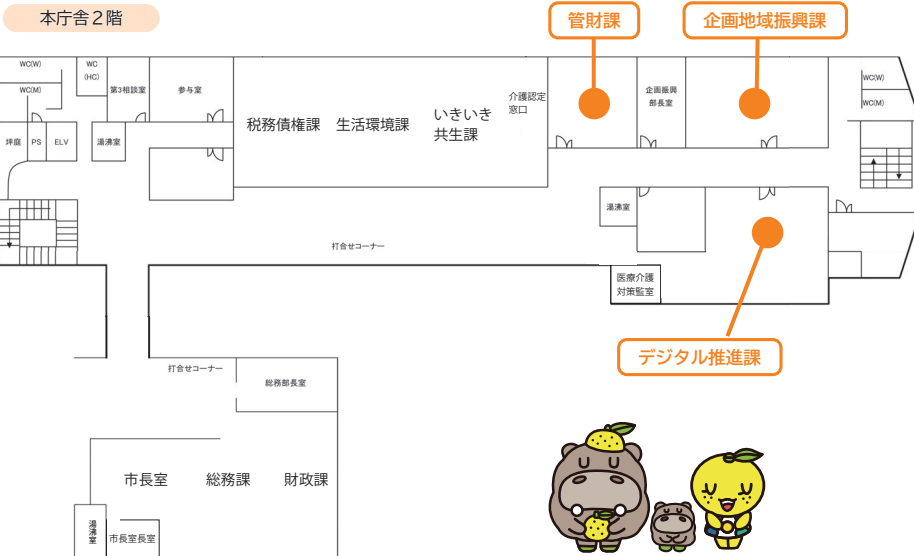 本庁舎2階
管財課
企画地域振興課
WC(W)
WC
(HC)
WC(M)
第3相談室
参与室
税務債権課
生活環境課
いきいき
共生課
介護認定
窓口
企画振興
部長室
WC(W)
WC(M)
坪庭
PS
ELV
湯沸室
湯沸室
打合せコーナー
医療介護
対策監室
デジタル推進課
打合せコーナー
総務部長室
市長室
総務課
財政課
湯沸室
市長室長室